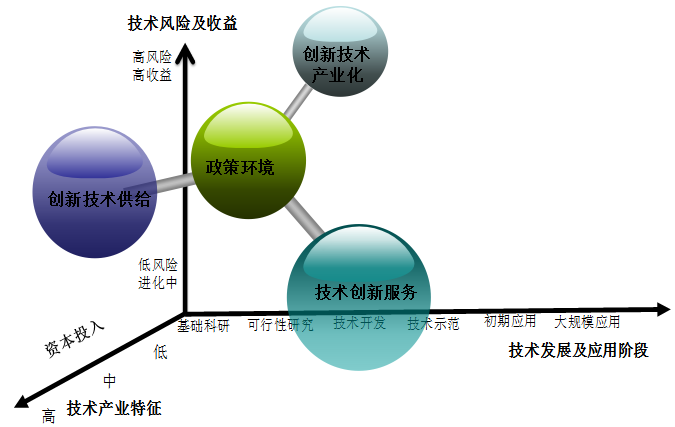 技术风险及收益
高风险
高收益
创新技术
产业化
政策环境
创新技术供给
低风险
进化中
技术创新服务
基础科研
可行性研究
技术开发
技术示范
初期应用
大规模应用
技术发展及应用阶段
资本投入
低
中
高
技术产业特征